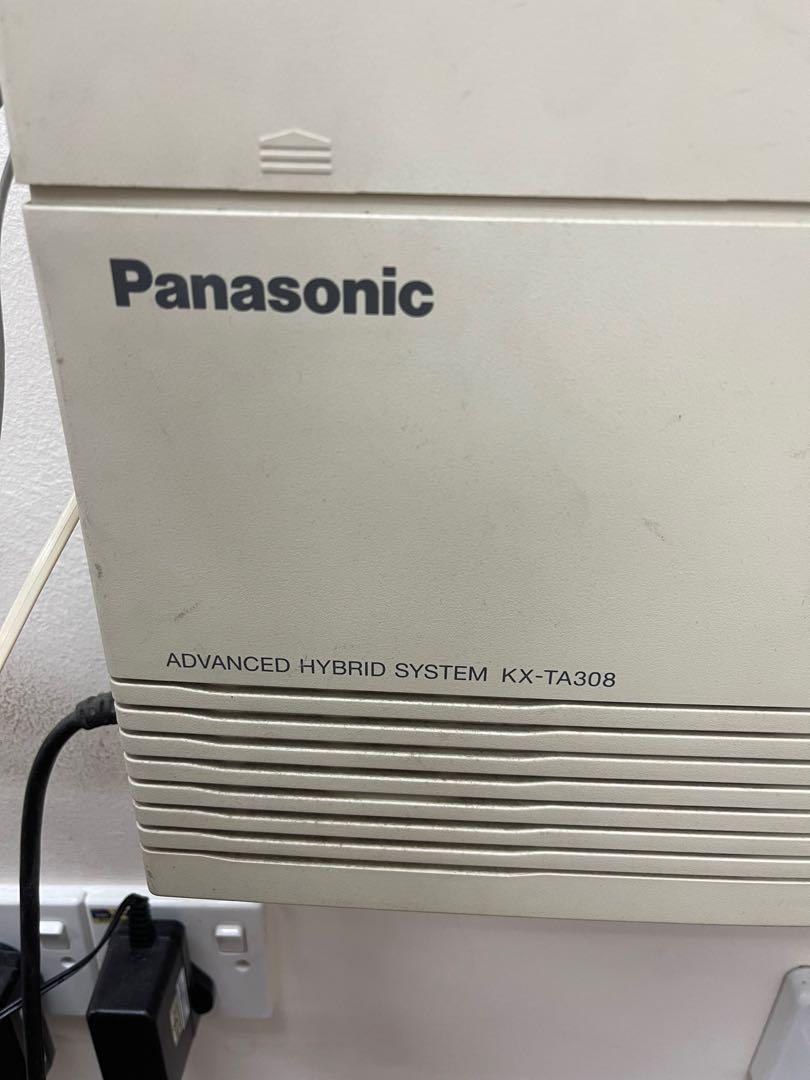 Panasonic
ADVANCED HYBRID SYSTEM KX-TA308